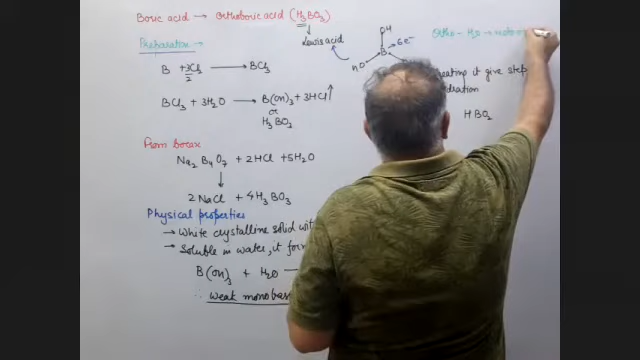 Boric acid → Orthoboric acid (H3BO3)
Lewis acid
Preparation →
B + 3/2 Cl2 → BCl3
BCl3 + 3H2O → B(OH)3 + 3HCl ↑
or
H3BO3
From borax
Na2B4O7 + 2HCl + 5H2O
↓
2NaCl + 4H3BO3
Physical properties
→ White crystalline solid wit
→ Soluble in water, it for
B(OH)3 + H2O —
∴ weak monobas
OH
B → 6e⁻
HO
Ortho - H2O → meta
eating it give step
dration
HBO2